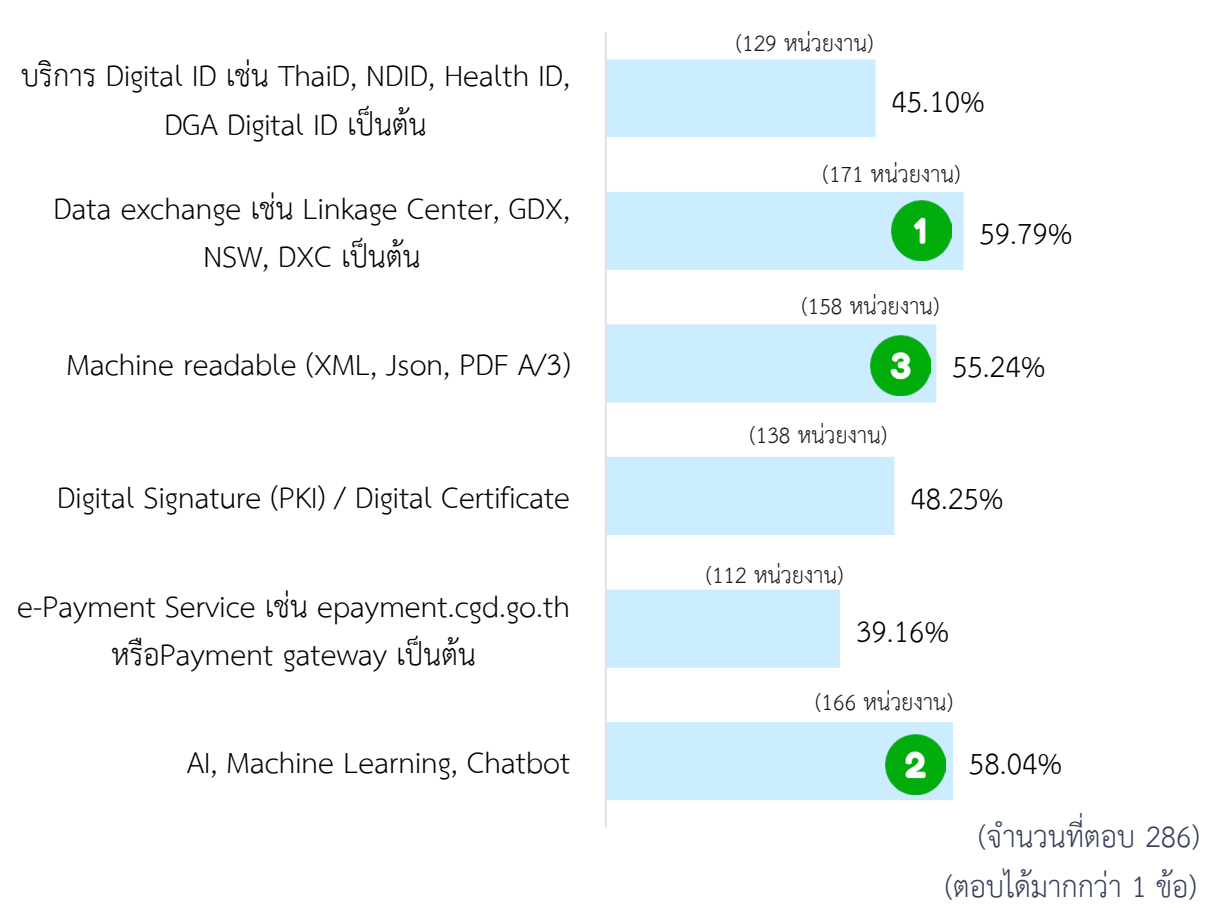 (129 หน่วยงาน)
บริการ Digital ID เช่น ThaiD, NDID, Health ID,
DGA Digital ID เป็นต้น
45.10%
(171 หน่วยงาน)
Data exchange เช่น Linkage Center, GDX,
NSW, DXC เป็นต้น
1
59.79%
(158 หน่วยงาน)
Machine readable (XML, Json, PDF A/3)
3
55.24%
(138 หน่วยงาน)
Digital Signature (PKI) / Digital Certificate
48.25%
(112 หน่วยงาน)
e-Payment Service เช่น epayment.cgd.go.th
หรือPayment gateway เป็นต้น
39.16%
(166 หน่วยงาน)
AI, Machine Learning, Chatbot
2
58.04%
(จำนวนที่ตอบ 286)
(ตอบได้มากกว่า 1 ข้อ)